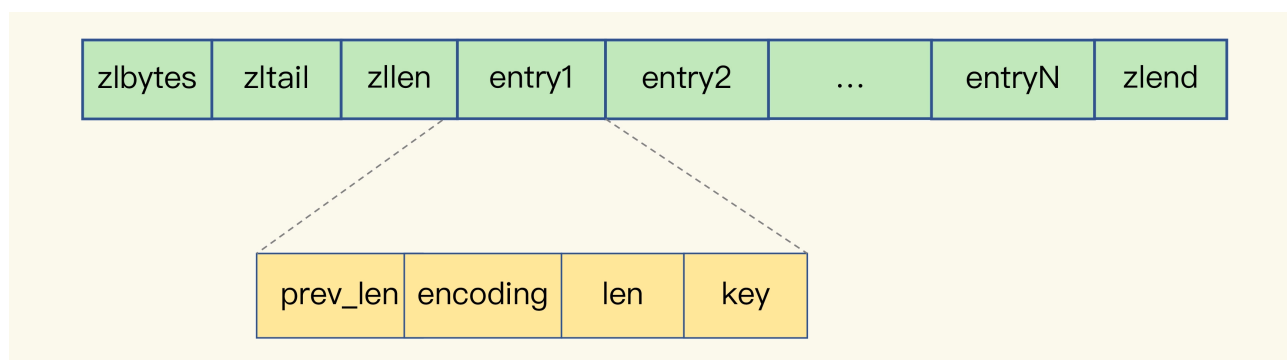 zlbytes zltail zllen entry1 entry2 ... entryN zlend
prev_len encoding len key